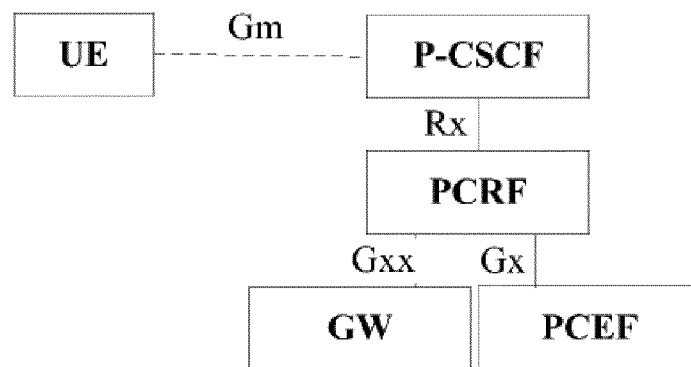 Gm
UE
P-CSCF
Rx
PCRF
Gxx
Gx
GW
PCEF